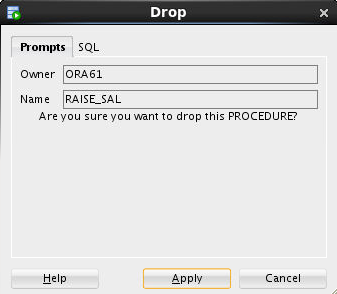 Drop
Prompts SQL
Owner ORA61
Name RAISE_SAL
Are you sure you want to drop this PROCEDURE?
Help Apply Cancel